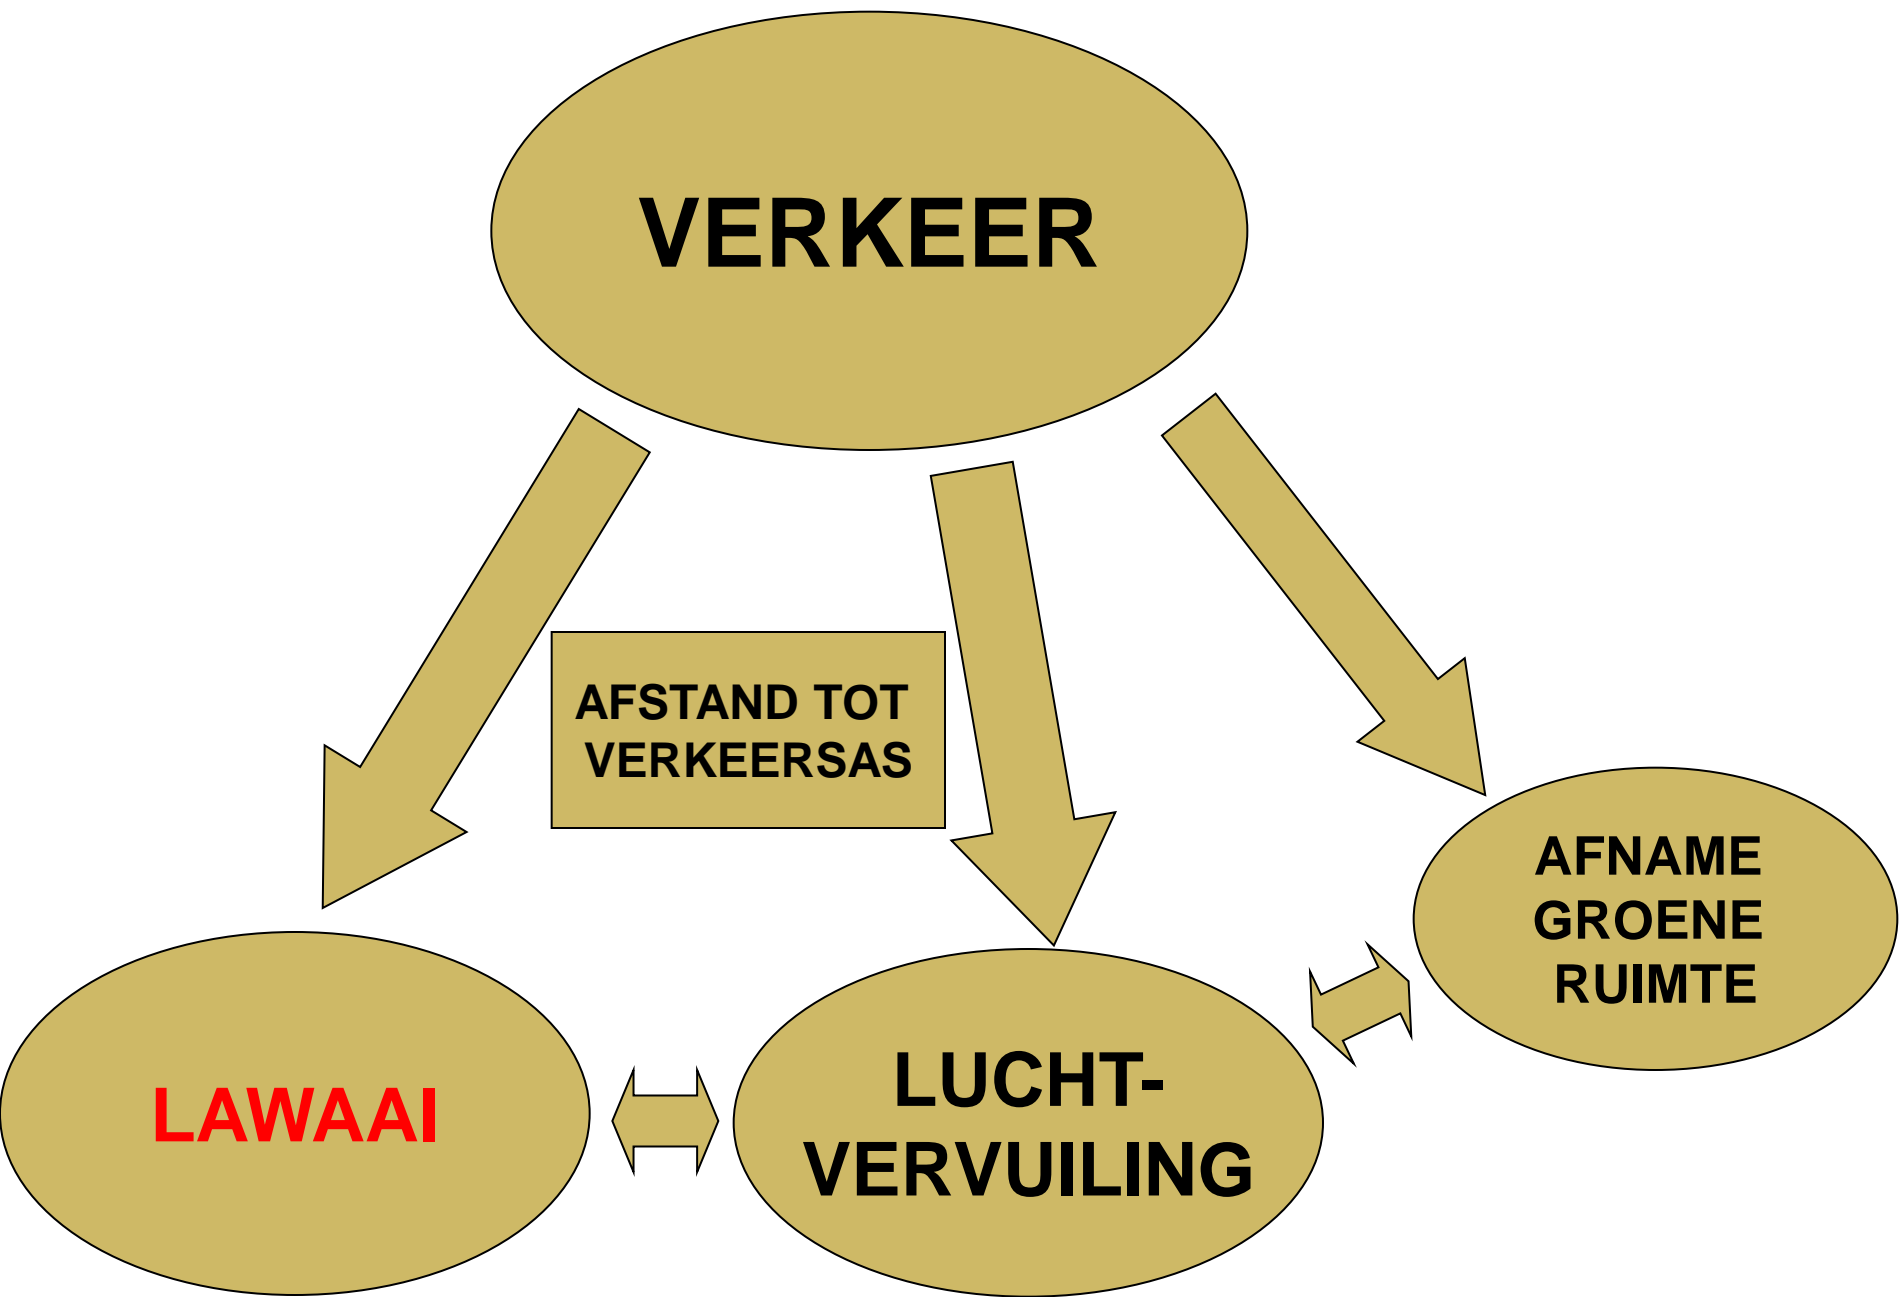 VERKEER
AFSTAND TOT
VERKEERSAS
AFNAME
GROENE
RUIMTE
LAWAAI
LUCHT-
VERVUILING